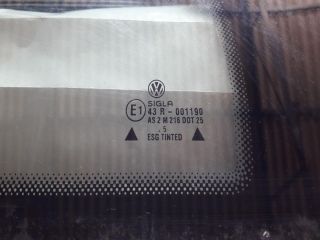 SIGLA
E1 43 R - 001190
AS 2 M 216 DOT 25
. 5
ESG TINTED